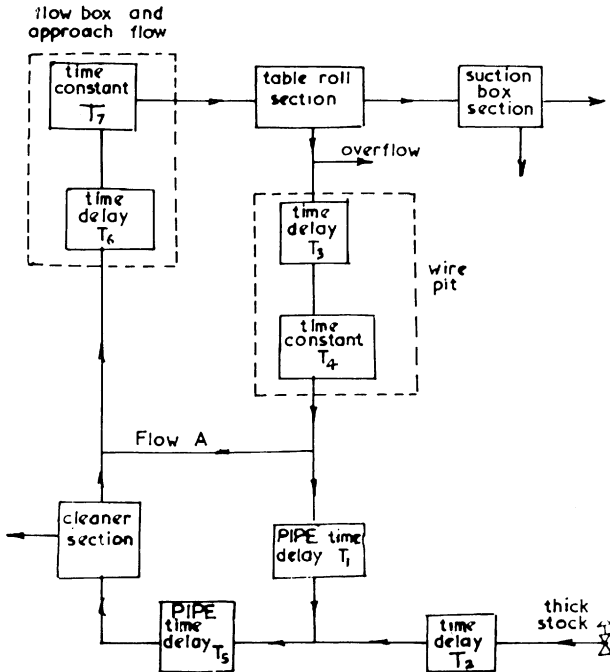 flow box and
approach flow
time
constant
T7
table roll
section
suction
box
section
overflow
time
delay
T6
time
delay
T3
wire
pit
time
constant
T4
Flow A
cleaner
section
PIPE time
delay T1
PIPE
time
delay T5
time
delay
T2
thick
stock